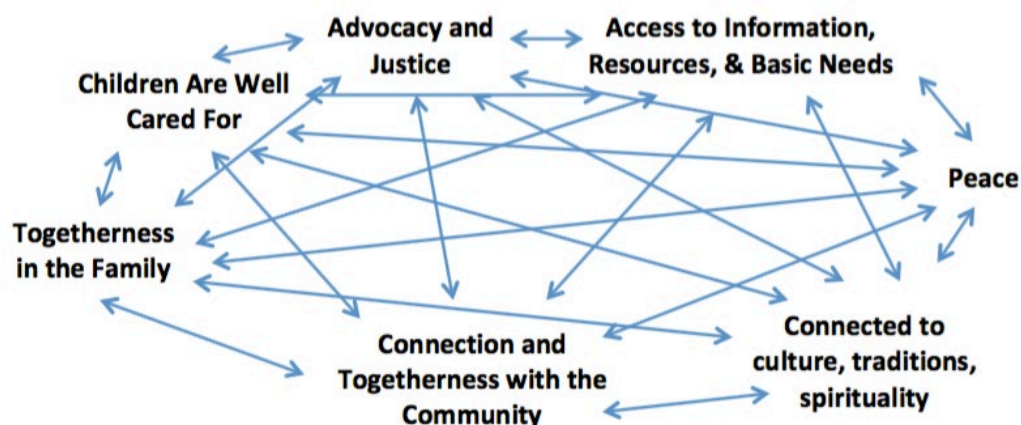 Advocacy and
Justice
Access to Information,
Resources, & Basic Needs
Children Are Well
Cared For
Peace
Togetherness
in the Family
Connection and
Togetherness with the
Community
Connected to
culture, traditions,
spirituality